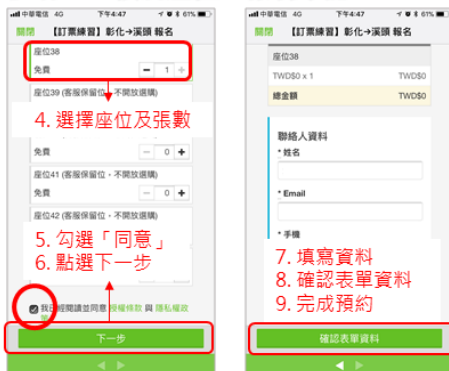 中華電信 4G 下午4:47 61%
關閉 【訂票練習】彰化→溪頭 報名
座位38
免費 − 1 +
座位39 (客服保留位，不開放選購)
4. 選擇座位及張數
免費 − 0 +
座位41 (客服保留位，不開放選購)
免費 − 0 +
座位42 (客服保留位，不開放選購)
5. 勾選「同意」
6. 點選下一步
經閱讀並同意 授權條款 與 隱私權政
下一步
中華電信 4G 下午4:47 61%
關閉 【訂票練習】彰化→溪頭 報名
座位38
TWD$0 x 1 TWD$0
總金額 TWD$0
聯絡人資料
* 姓名
* Email
* 手機
7. 填寫資料
8. 確認表單資料
9. 完成預約
確認表單資料